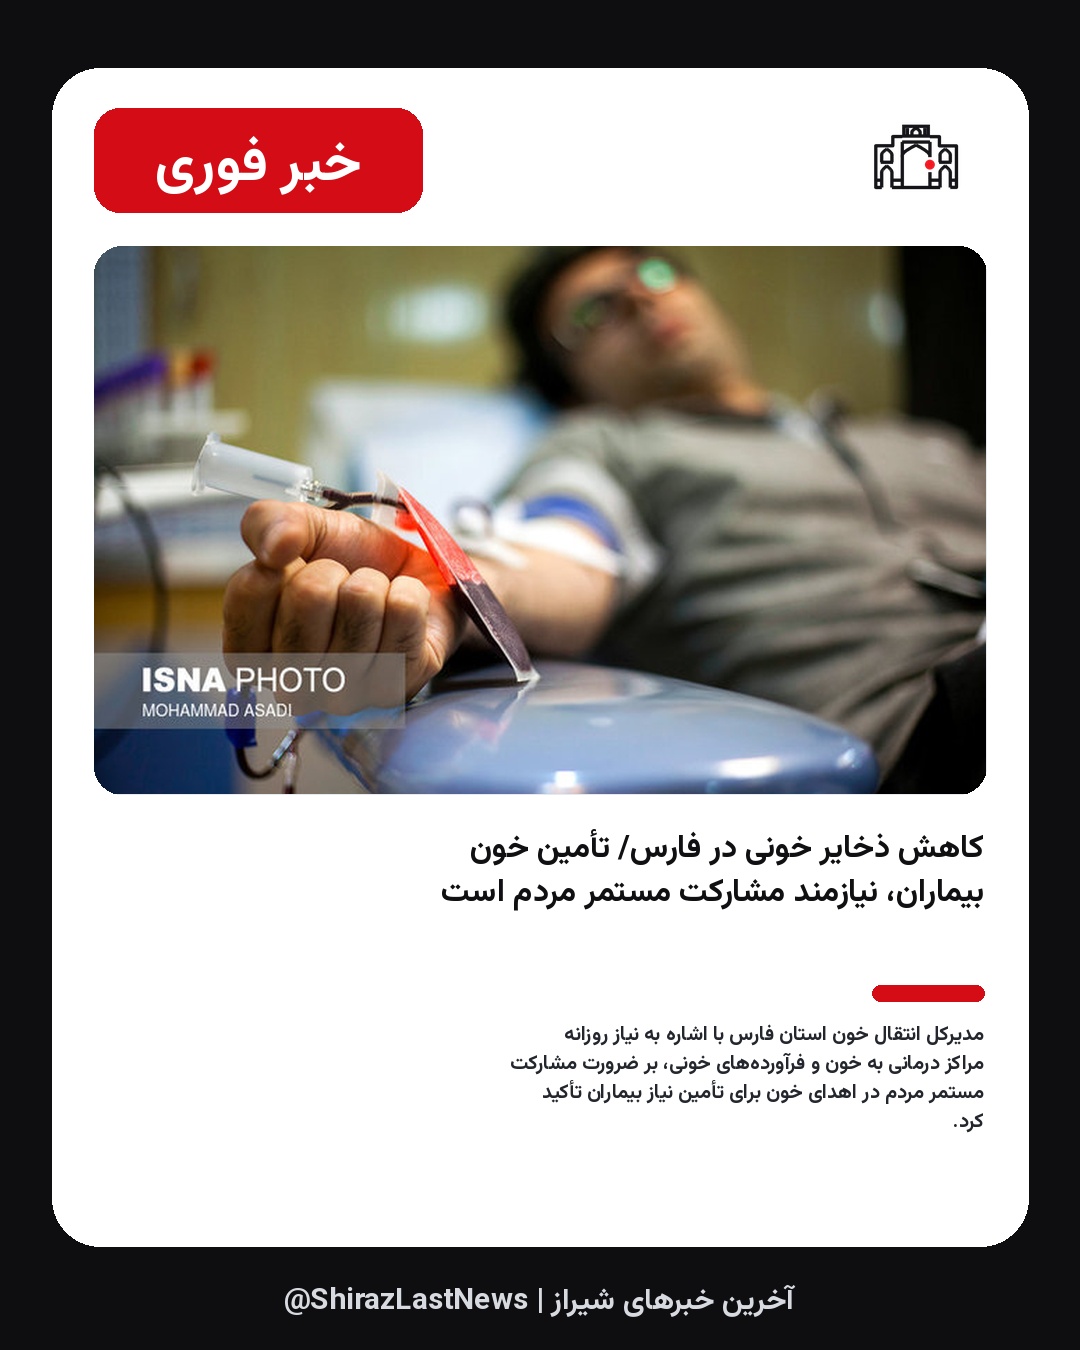 خبر فوری
ISNA PHOTO
MOHAMMAD ASADI
کاهش ذخایر خونی در فارس/ تأمین خون
بیماران، نیازمند مشارکت مستمر مردم است
مدیرکل انتقال خون استان فارس با اشاره به نیاز روزانه
مراکز درمانی به خون و فرآورده‌های خونی، بر ضرورت مشارکت
مستمر مردم در اهدای خون برای تأمین نیاز بیماران تأکید
کرد.
آخرین خبرهای شیراز | @ShirazLastNews